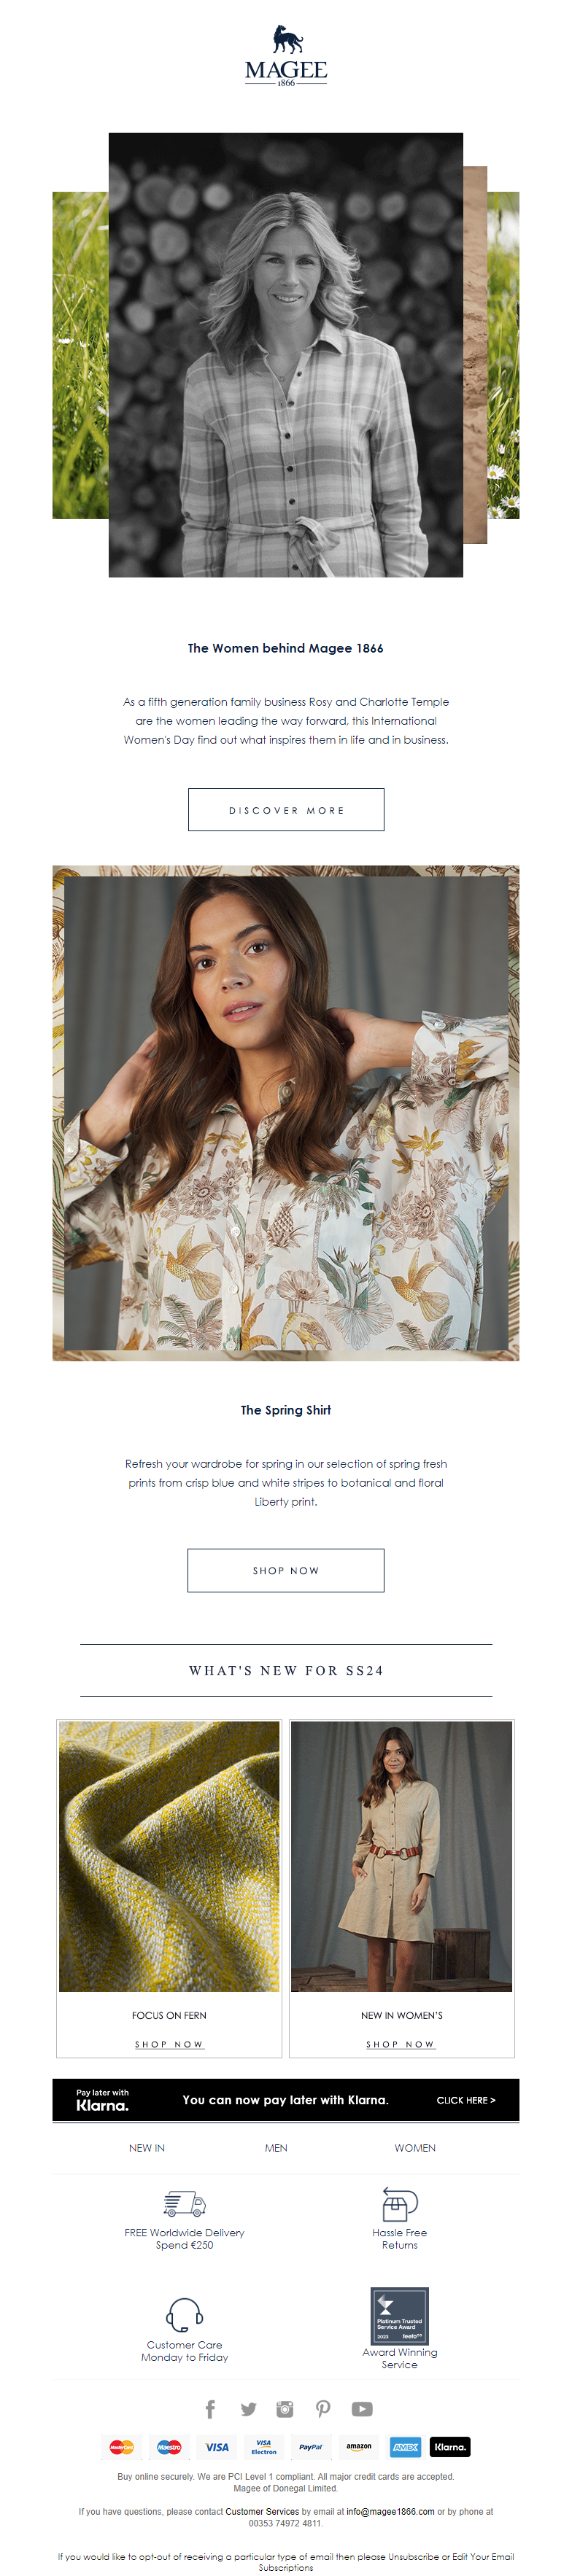 MAGEE
1866
The Women behind Magee 1866
As a fifth generation family business Rosy and Charlotte Temple
are the women leading the way forward, this International
Women's Day find out what inspires them in life and in business.
DISCOVER MORE
The Spring Shirt
Refresh your wardrobe for spring in our selection of spring fresh
prints from crisp blue and white stripes to botanical and floral
Liberty print.
SHOP NOW
WHAT'S NEW FOR SS24
FOCUS ON FERN
SHOP NOW
NEW IN WOMEN'S
SHOP NOW
Pay later with
Klarna.
You can now pay later with Klarna.
CLICK HERE >
NEW IN
MEN
WOMEN
FREE Worldwide Delivery
Spend €250
Hassle Free
Returns
Customer Care
Monday to Friday
Platinum Trusted
Service Award
2023 feefo
Award Winning
Service
MasterCard
Maestro
VISA
VISA
Electron
PayPal
amazon
AMEX
Klarna.
Buy online securely. We are PCI Level 1 compliant. All major credit cards are accepted.
Magee of Donegal Limited.
If you have questions, please contact Customer Services by email at info@magee1866.com or by phone at
00353 74972 4811.
If you would like to opt-out of receiving a particular type of email then please Unsubscribe or Edit Your Email
Subscriptions